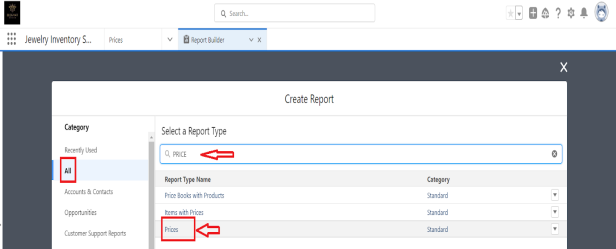 Search...
Jewelry Inventory S...
Prices
Report Builder
X
X
Create Report
Category
Select a Report Type
Recently Used
PRICE
All
Report Type Name
Category
Accounts & Contacts
Price Books with Products
Standard
Opportunities
Items with Prices
Standard
Customer Support Reports
Prices
Standard